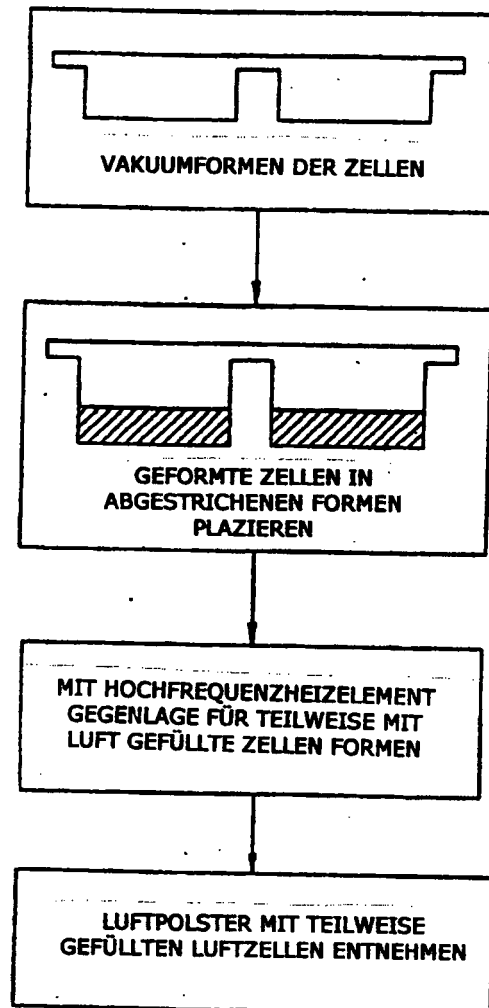 VAKUUMFORMEN DER ZELLEN
GEFORMTE ZELLEN IN
ABGESTRICHENEN FORMEN
PLAZIEREN
MIT HOCHFREQUENZHEIZELEMENT
GEGENLAGE FÜR TEILWEISE MIT
LUFT GEFÜLLTE ZELLEN FORMEN
LUFTPOLSTER MIT TEILWEISE
GEFÜLLTEN LUFTZELLEN ENTNEHMEN